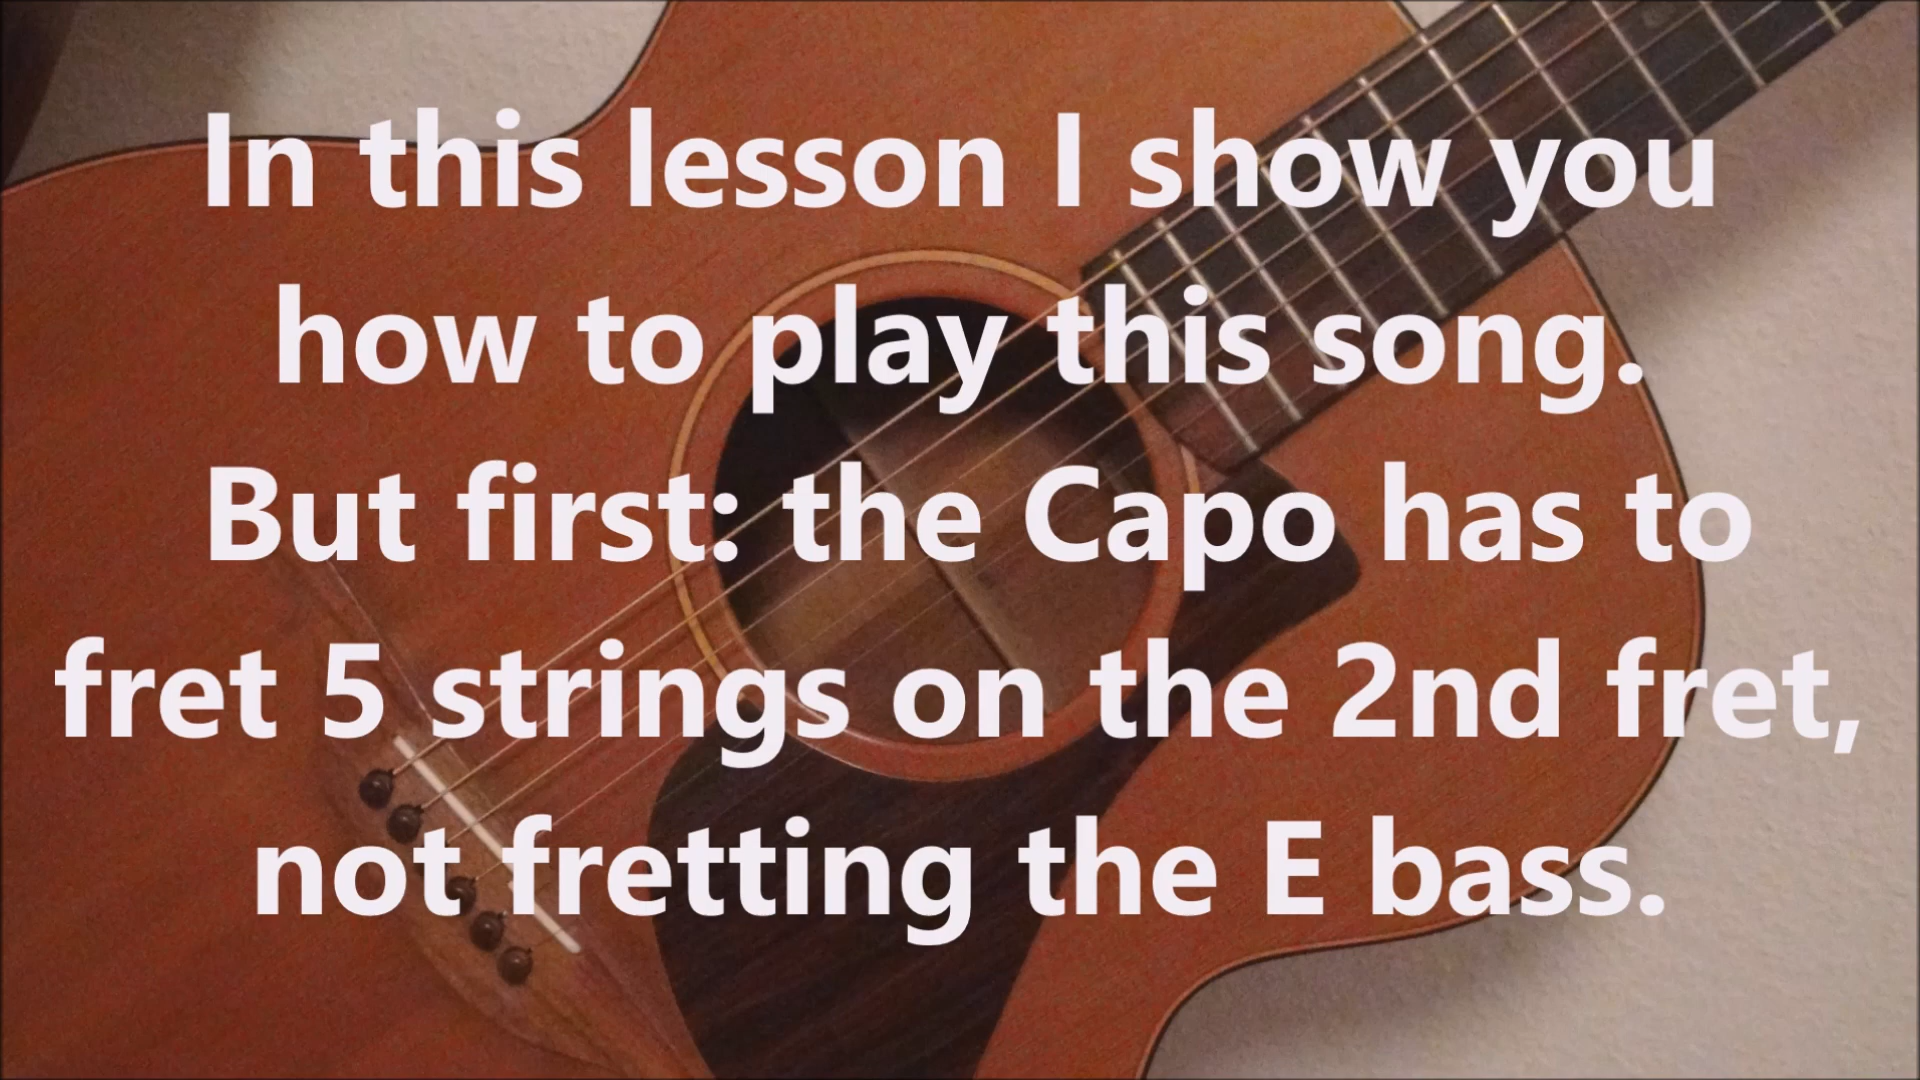 In this lesson I show you
how to play this song.
But first: the Capo has to
fret 5 strings on the 2nd fret,
not fretting the E bass.